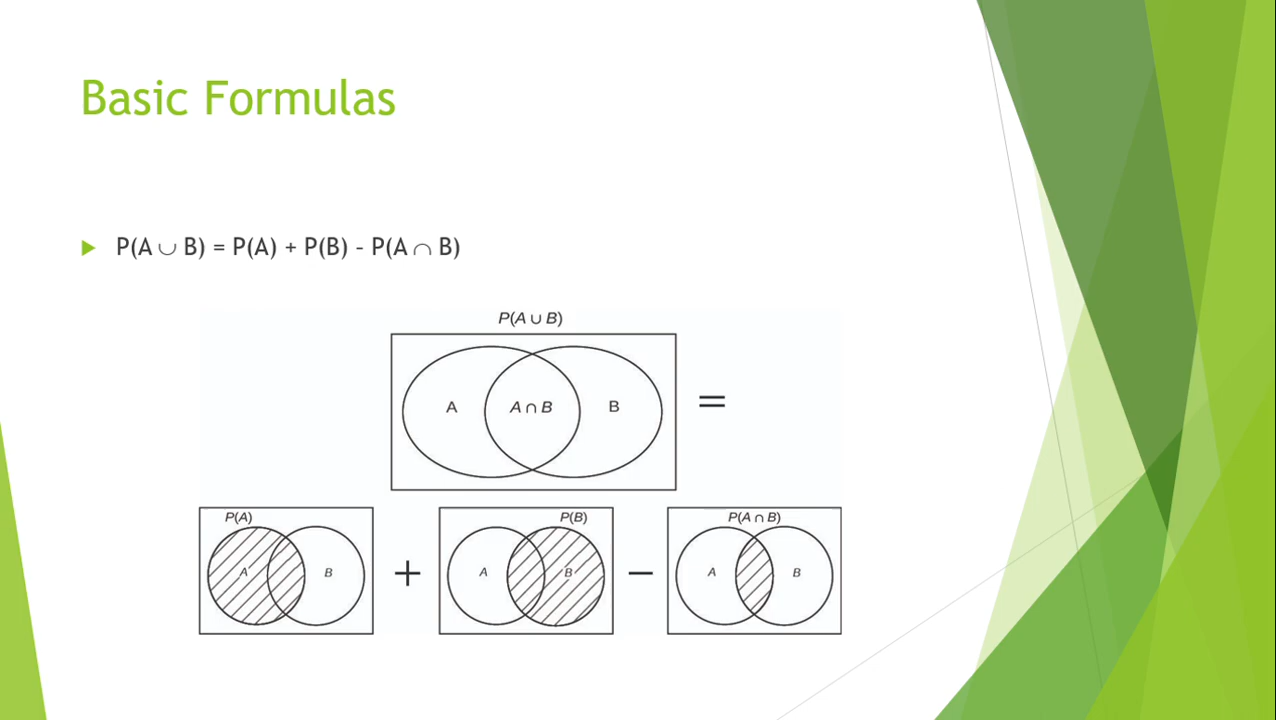 Basic Formulas
P(A ∪ B) = P(A) + P(B) – P(A ∩ B)
P(A ∪ B)
A A ∩ B B =
P(A) P(B) P(A ∩ B)
A B + A B − A B